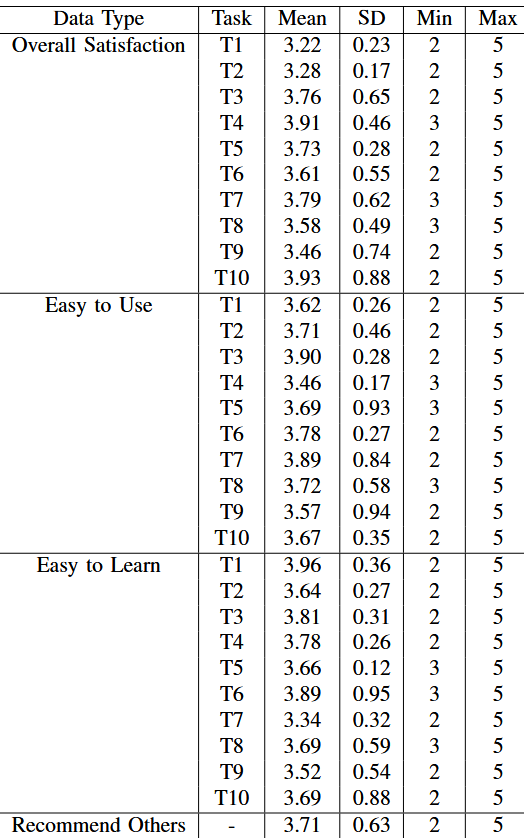 Data Type Task Mean SD Min Max
Overall Satisfaction T1 3.22 0.23 2 5
T2 3.28 0.17 2 5
T3 3.76 0.65 2 5
T4 3.91 0.46 3 5
T5 3.73 0.28 2 5
T6 3.61 0.55 2 5
T7 3.79 0.62 3 5
T8 3.58 0.49 3 5
T9 3.46 0.74 2 5
T10 3.93 0.88 2 5
Easy to Use T1 3.62 0.26 2 5
T2 3.71 0.46 2 5
T3 3.90 0.28 2 5
T4 3.46 0.17 3 5
T5 3.69 0.93 3 5
T6 3.78 0.27 2 5
T7 3.89 0.84 2 5
T8 3.72 0.58 3 5
T9 3.57 0.94 2 5
T10 3.67 0.35 2 5
Easy to Learn T1 3.96 0.36 2 5
T2 3.64 0.27 2 5
T3 3.81 0.31 2 5
T4 3.78 0.26 2 5
T5 3.66 0.12 3 5
T6 3.89 0.95 3 5
T7 3.34 0.32 2 5
T8 3.69 0.59 3 5
T9 3.52 0.54 2 5
T10 3.69 0.88 2 5
Recommend Others - 3.71 0.63 2 5